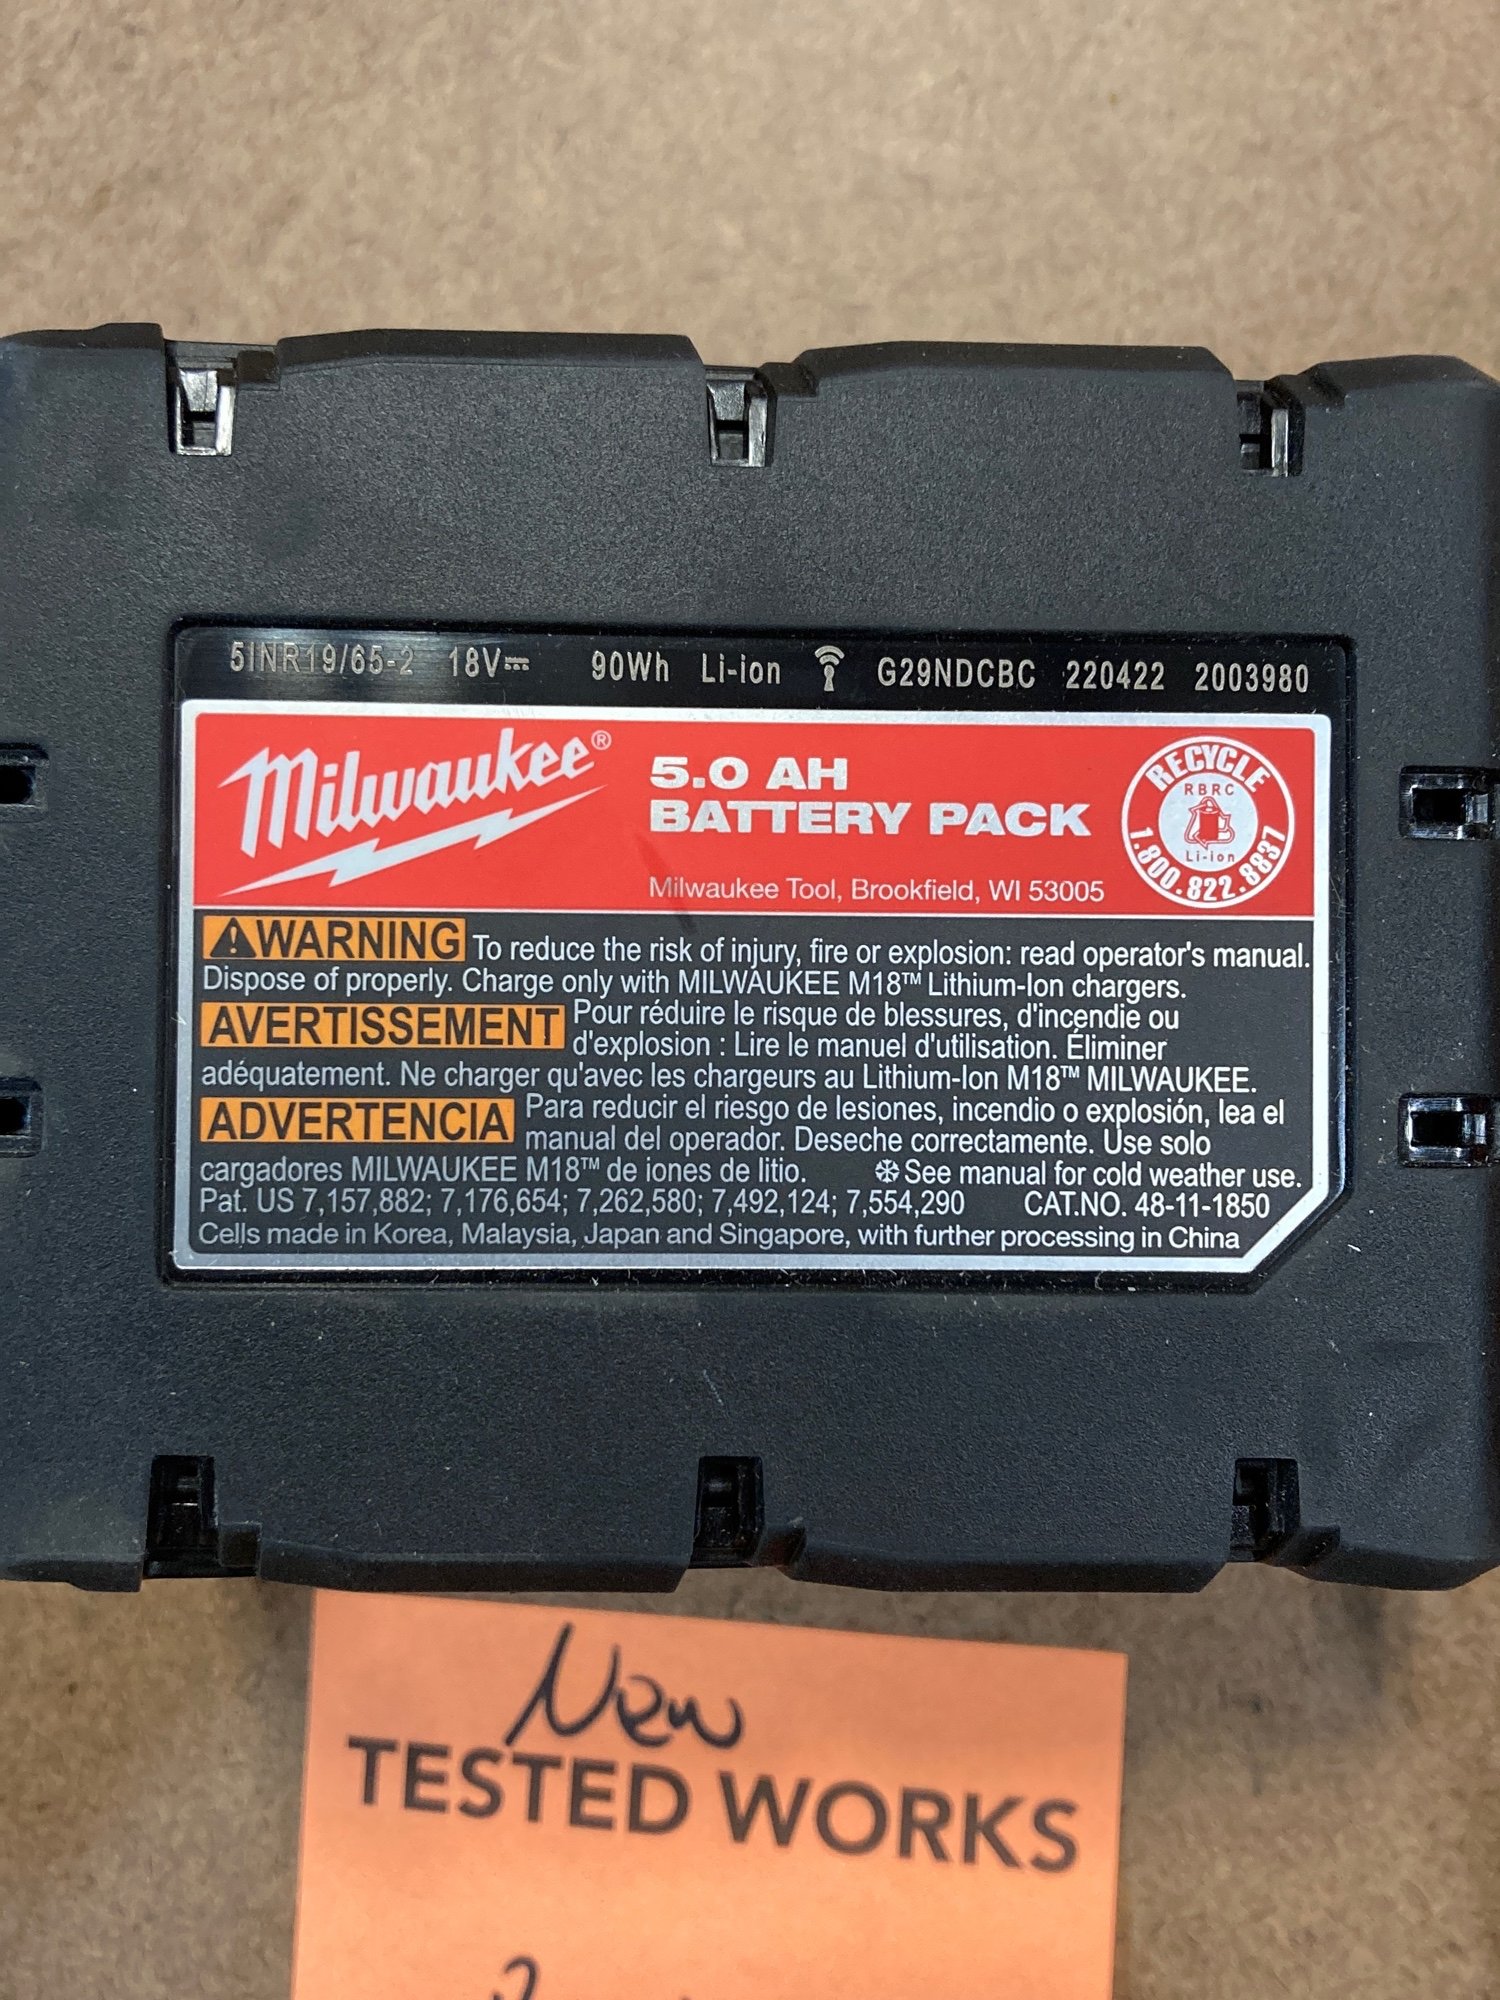 5INR19/65-2 18V⎓ 90Wh Li-ion G29NDCBC 220422 2003980
Milwaukee®
5.0 AH
BATTERY PACK
Milwaukee Tool, Brookfield, WI 53005
RECYCLE
RBRC
Li-ion
1.800.822.8837
WARNING To reduce the risk of injury, fire or explosion: read operator's manual.
Dispose of properly. Charge only with MILWAUKEE M18™ Lithium-Ion chargers.
AVERTISSEMENT Pour réduire le risque de blessures, d'incendie ou
d'explosion : Lire le manuel d'utilisation. Éliminer
adéquatement. Ne charger qu'avec les chargeurs au Lithium-Ion M18™ MILWAUKEE.
ADVERTENCIA Para reducir el riesgo de lesiones, incendio o explosión, lea el
manual del operador. Deseche correctamente. Use solo
cargadores MILWAUKEE M18™ de iones de litio. ❄See manual for cold weather use.
Pat. US 7,157,882; 7,176,654; 7,262,580; 7,492,124; 7,554,290 CAT.NO. 48-11-1850
Cells made in Korea, Malaysia, Japan and Singapore, with further processing in China
New
TESTED WORKS